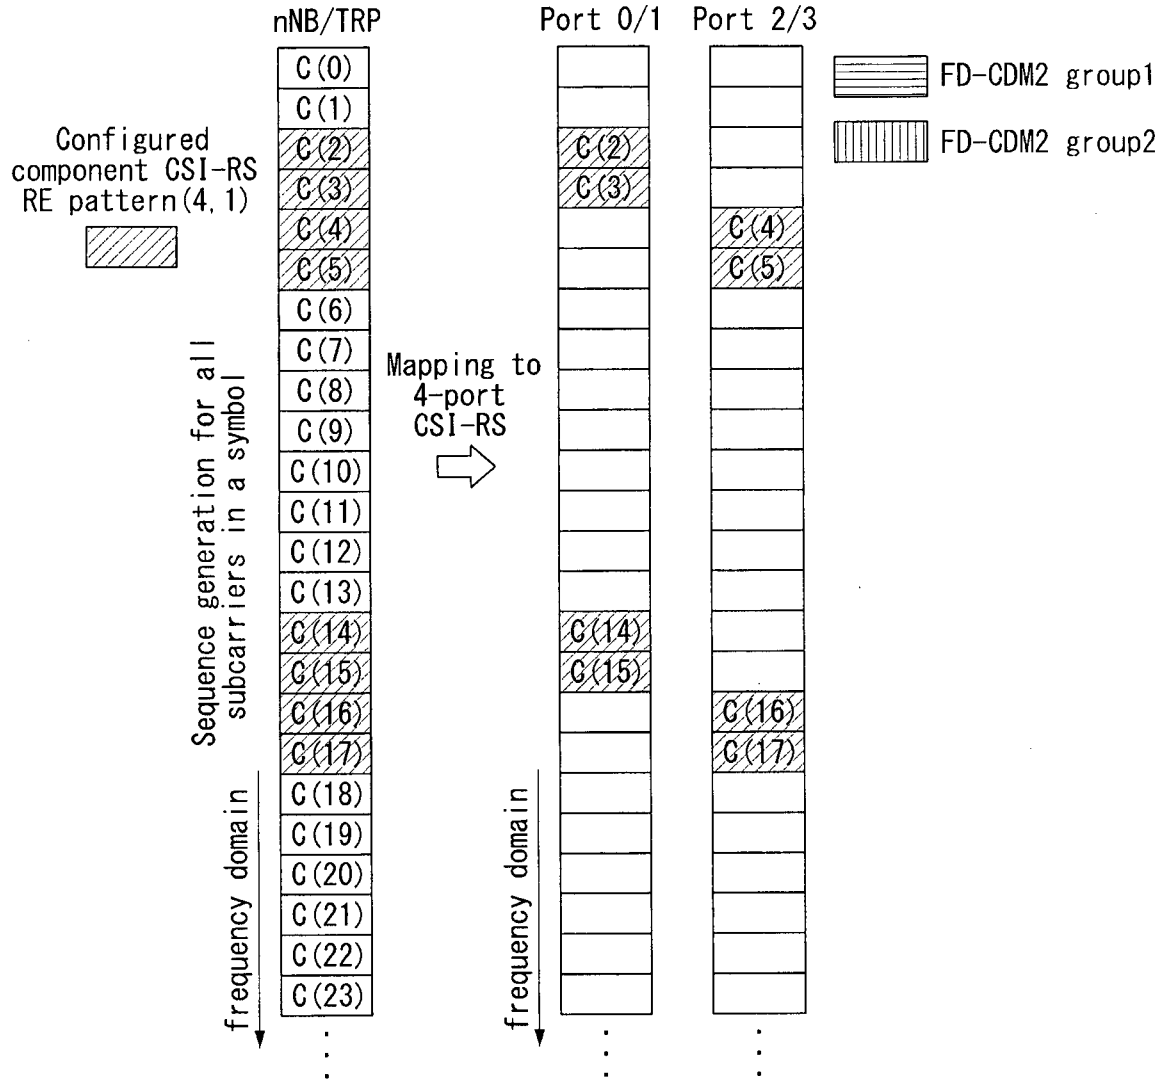 nNB/TRP
Port 0/1
Port 2/3
FD-CDM2 group1
FD-CDM2 group2
Configured
component CSI-RS
RE pattern(4,1)
C(0)
C(1)
C(2)
C(3)
C(4)
C(5)
C(6)
C(7)
C(8)
C(9)
C(10)
C(11)
C(12)
C(13)
C(14)
C(15)
C(16)
C(17)
C(18)
C(19)
C(20)
C(21)
C(22)
C(23)
Sequence generation for all
subcarriers in a symbol
frequency domain
Mapping to
4-port
CSI-RS
C(2)
C(3)
C(14)
C(15)
frequency domain
C(4)
C(5)
C(16)
C(17)